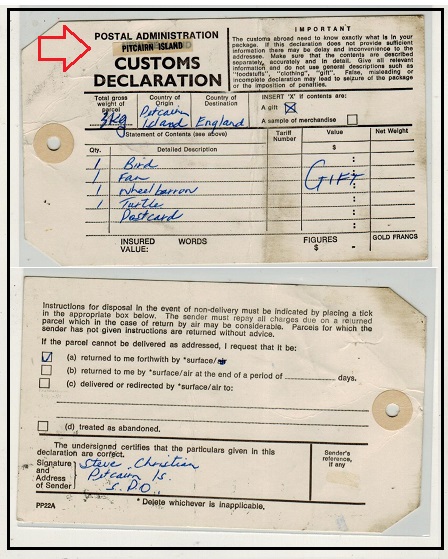 POSTAL ADMINISTRATION
PITCAIRN ISLAND
CUSTOMS
DECLARATION
IMPORTANT
The customs abroad need to know exactly what is in your
package. If this declaration does not provide sufficient
information there may be delay and inconvenience to the
addressee. Make sure that the contents are described
separately, accurately and in detail. Give all relevant
information and do not use general descriptions such as
"foodstuffs", "clothing", "gift". False, misleading or
incomplete declaration may lead to seizure of the package
or the imposition of penalties.
Total gross
weight of
parcel
3kg
Country of
Origin
Pitcairn
Island
Country of
Destination
England
INSERT 'X' if contents are:
A gift X
A sample of merchandise
Statement of Contents (see above)
Tariff
Number
Value
$
Net Weight
Qty. Detailed Description
1 Bird
1 Fan
1 wheelbarrow
1 Turtle
Postcard
GIFT
INSURED
VALUE:
WORDS
FIGURES
$ -
GOLD FRANCS
Instructions for disposal in the event of non-delivery must be indicated by placing a tick
in the appropriate box below. The sender must repay all charges due on a returned
parcel which in the case of return by air may be considerable. Parcels for which the
sender has not given instructions are returned without advice.
If the parcel cannot be delivered as addressed, I request that it be:
(a) returned to me forthwith by *surface/air
(b) returned to me by *surface/air at the end of a period of ____________ days.
(c) delivered or redirected by *surface/air to:
(d) treated as abandoned.
The undersigned certifies that the particulars given in this
declaration are correct.
Signature
and
Address
of Sender
Steve Christian
Pitcairn Is.
S.P.O.
Sender's
reference,
if any
PP22A
* Delete whichever is inapplicable.